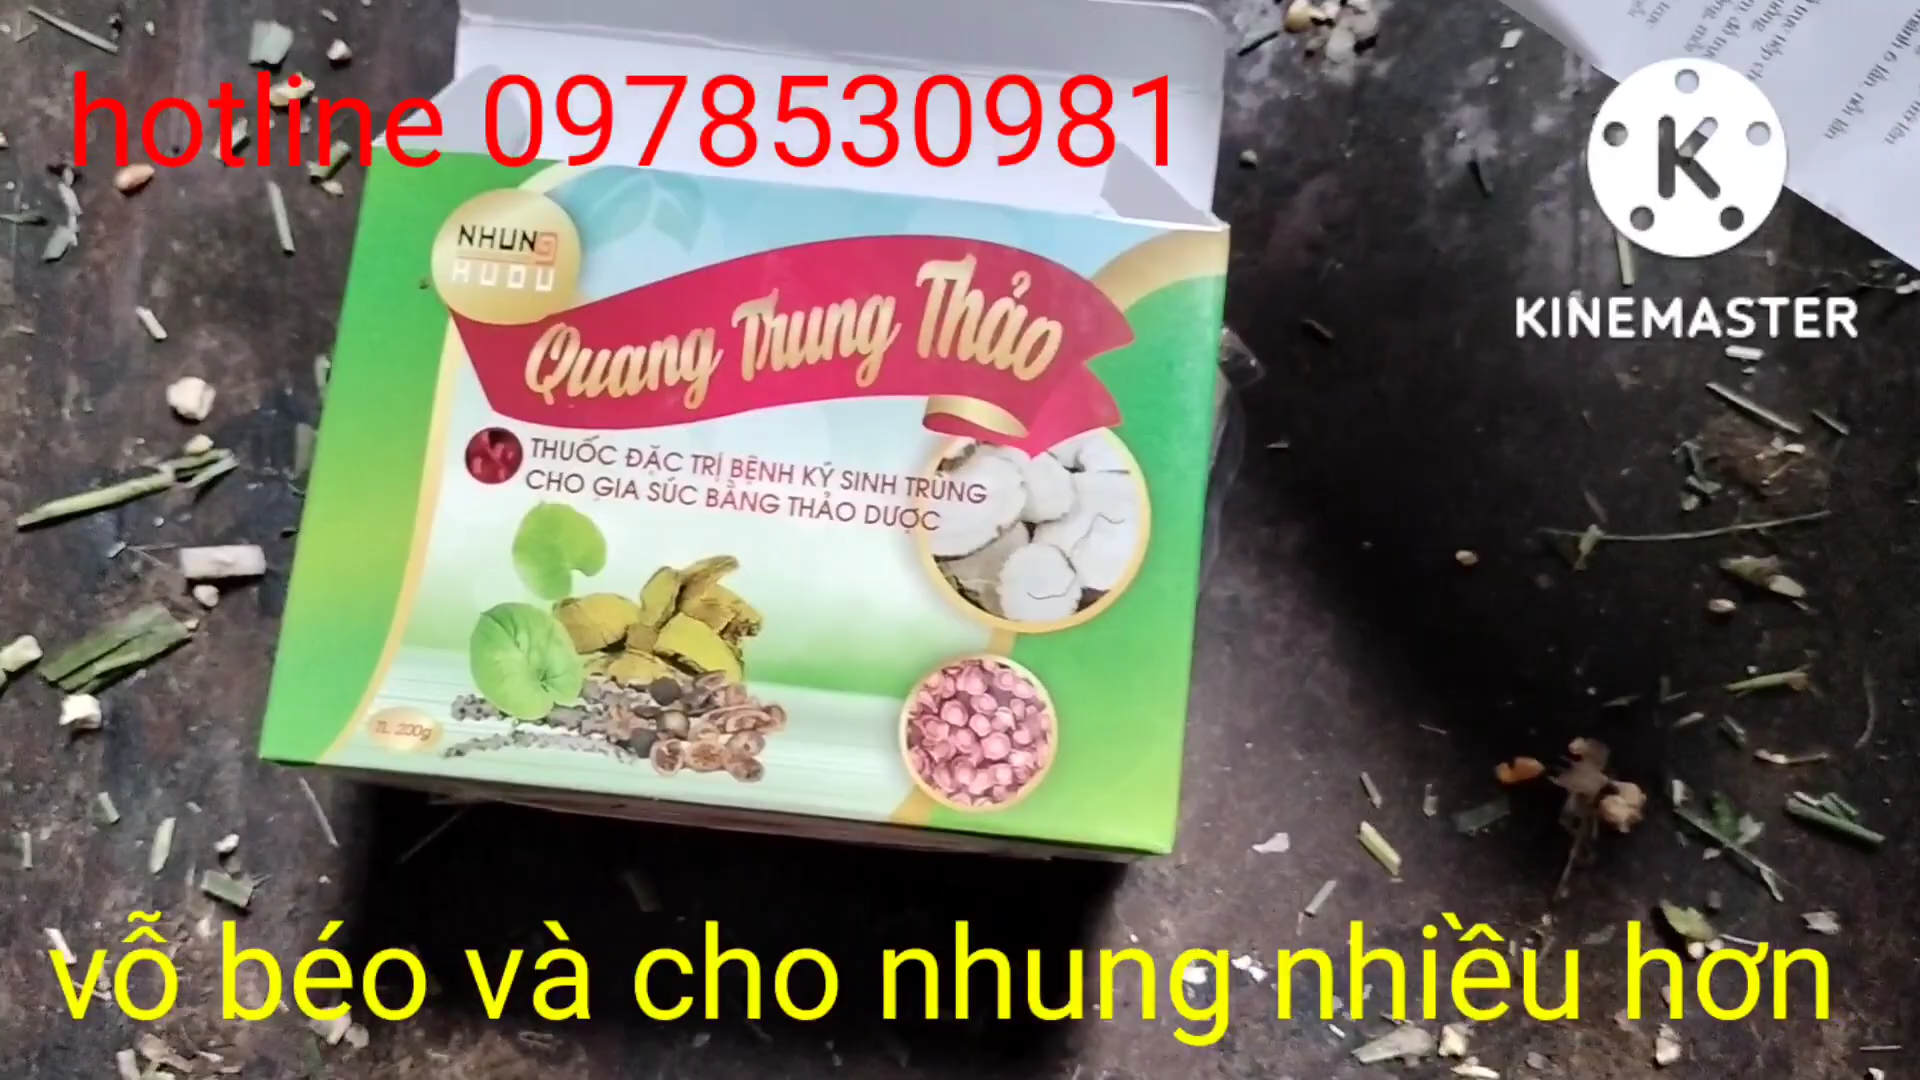 hotline 0978530981
NHUNG
HUOU
Quang Trung Thảo
THUỐC ĐẶC TRỊ BỆNH KÝ SINH TRÙNG
CHO GIA SÚC BẰNG THẢO DƯỢC
TL: 200g
K
KINEMASTER
vỗ béo và cho nhung nhiều hơn